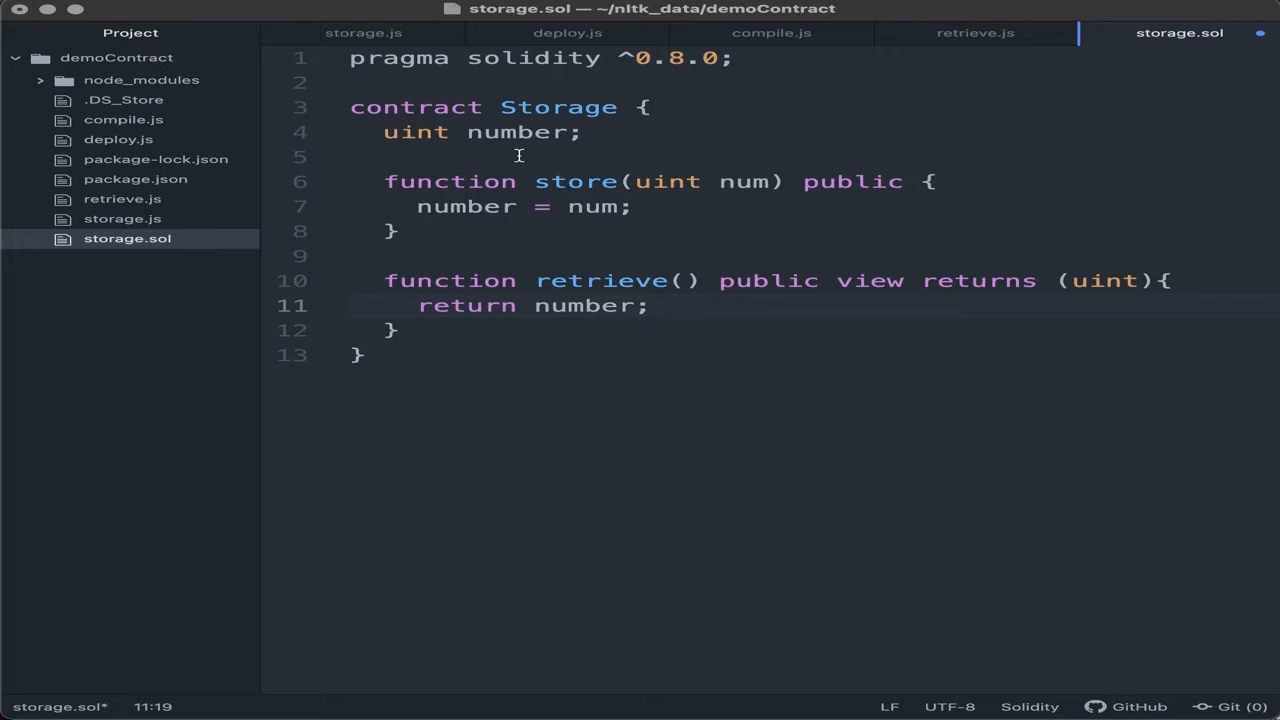 storage.sol — ~/nltk_data/demoContract
Project
storage.js
deploy.js
compile.js
retrieve.js
storage.sol
demoContract
node_modules
.DS_Store
compile.js
deploy.js
package-lock.json
package.json
retrieve.js
storage.js
storage.sol
1 pragma solidity ^0.8.0;
2
3 contract Storage {
4 uint number;
5
6 function store(uint num) public {
7 number = num;
8 }
9
10 function retrieve() public view returns (uint){
11 return number;
12 }
13 }
storage.sol* 11:19 LF UTF-8 Solidity GitHub Git (0)